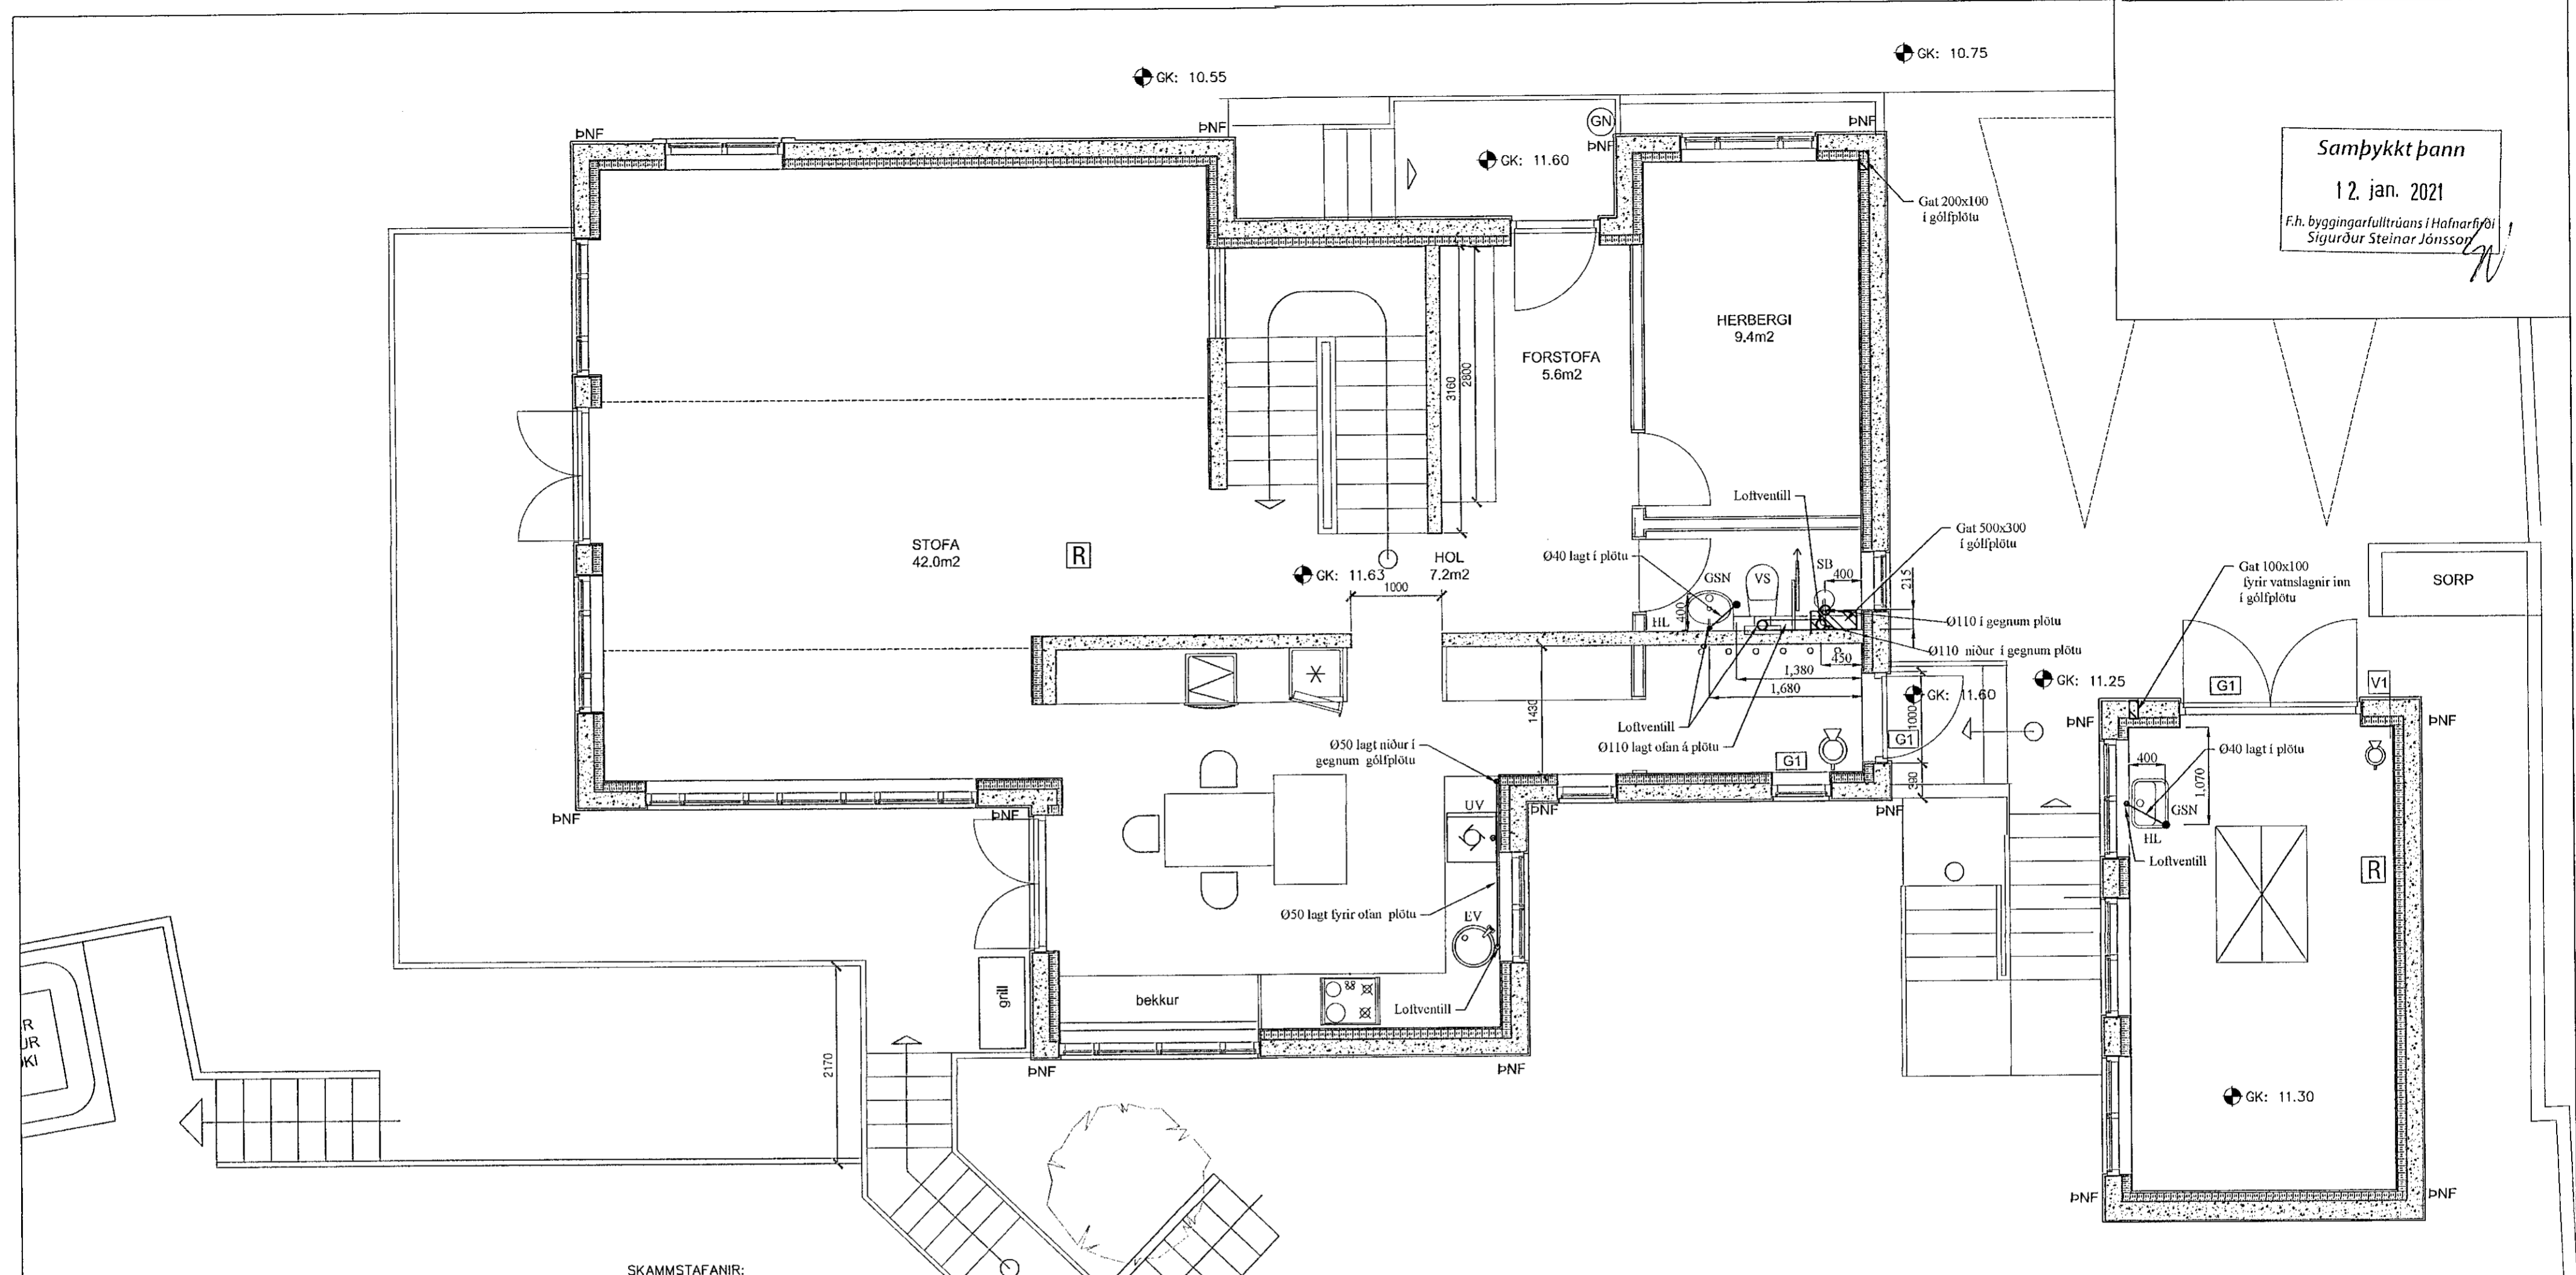 GK: 10.55
GK: 10.75
Samþykkt þann
12. jan. 2021
F.h. byggingarfulltrúans í Hafnarfirði
Sigurður Steinar Jónsson
ÞNF
ÞNF
GN
ÞNF
ÞNF
GK: 11.60
Gat 200x100
í gólfplötu
HERBERGI
9.4m2
FORSTOFA
5.6m2
3160
2800
Loftventill
Gat 500x300
í gólfplötu
STOFA
42.0m2
R
GK: 11.63
1000
HOL
7.2m2
Ø40 lagt í plötu
GSN
VS
SB
400
215
400
HL
Gat 100x100
fyrir vatnslagnir inn
í gólfplötu
SORP
Ø110 í gegnum plötu
Ø110 niður í gegnum plötu
450
1,380
1,680
1430
GK: 11.60
GK: 11.25
1000
G1
G1
V1
ÞNF
ÞNF
Loftventill
Ø110 lagt ofan á plötu
G1
Ø50 lagt niður í
gegnum gólfplötu
Ø40 lagt í plötu
400
1,070
GSN
HL
Loftventill
R
ÞNF
ÞNF
UV
ÞNF
ÞNF
Ø50 lagt fyrir ofan plötu
EV
Loftventill
grill
bekkur
2170
ÞNF
ÞNF
GK: 11.30
ÞNF
ÞNF
SKAMMSTAFANIR: